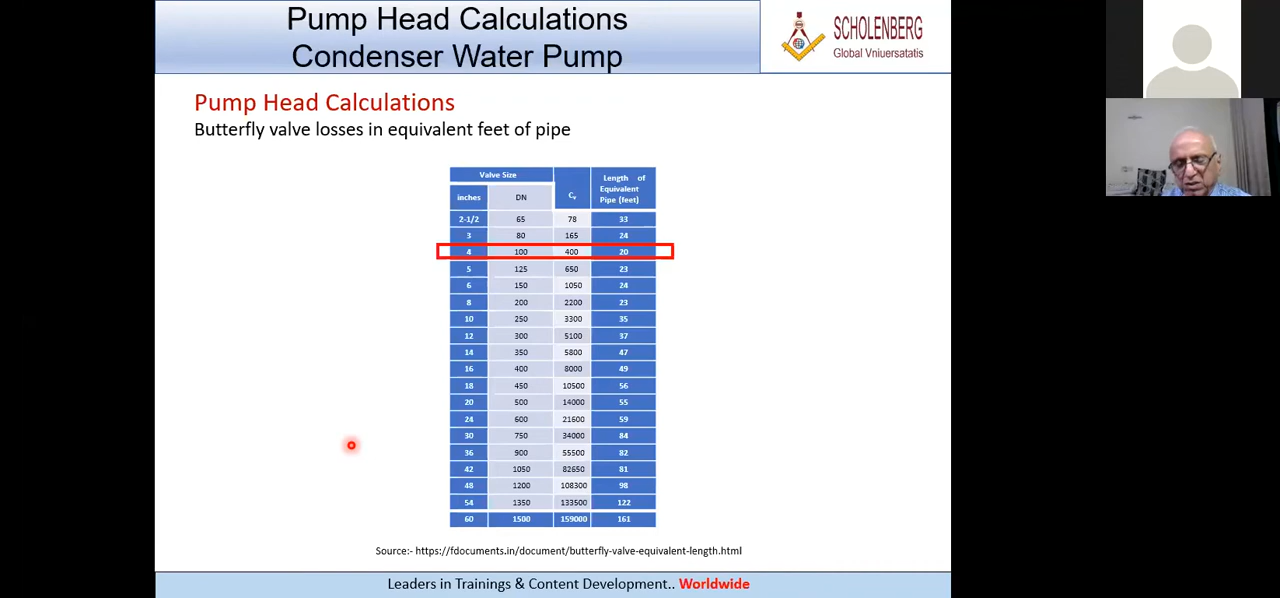 Pump Head Calculations
Condenser Water Pump
SCHOLENBERG
Global Vniuersatatis
Pump Head Calculations
Butterfly valve losses in equivalent feet of pipe
Valve Size Cv Length of Equivalent Pipe (feet)
inches DN
2-1/2 65 78 33
3 80 165 24
4 100 400 20
5 125 650 23
6 150 1050 24
8 200 2200 23
10 250 3300 35
12 300 5100 37
14 350 5800 47
16 400 8000 49
18 450 10500 56
20 500 14000 55
24 600 21600 59
30 750 34000 84
36 900 55500 82
42 1050 82650 81
48 1200 108300 98
54 1350 133500 122
60 1500 159000 161
Source:- https://fdocuments.in/document/butterfly-valve-equivalent-length.html
Leaders in Trainings & Content Development.. Worldwide